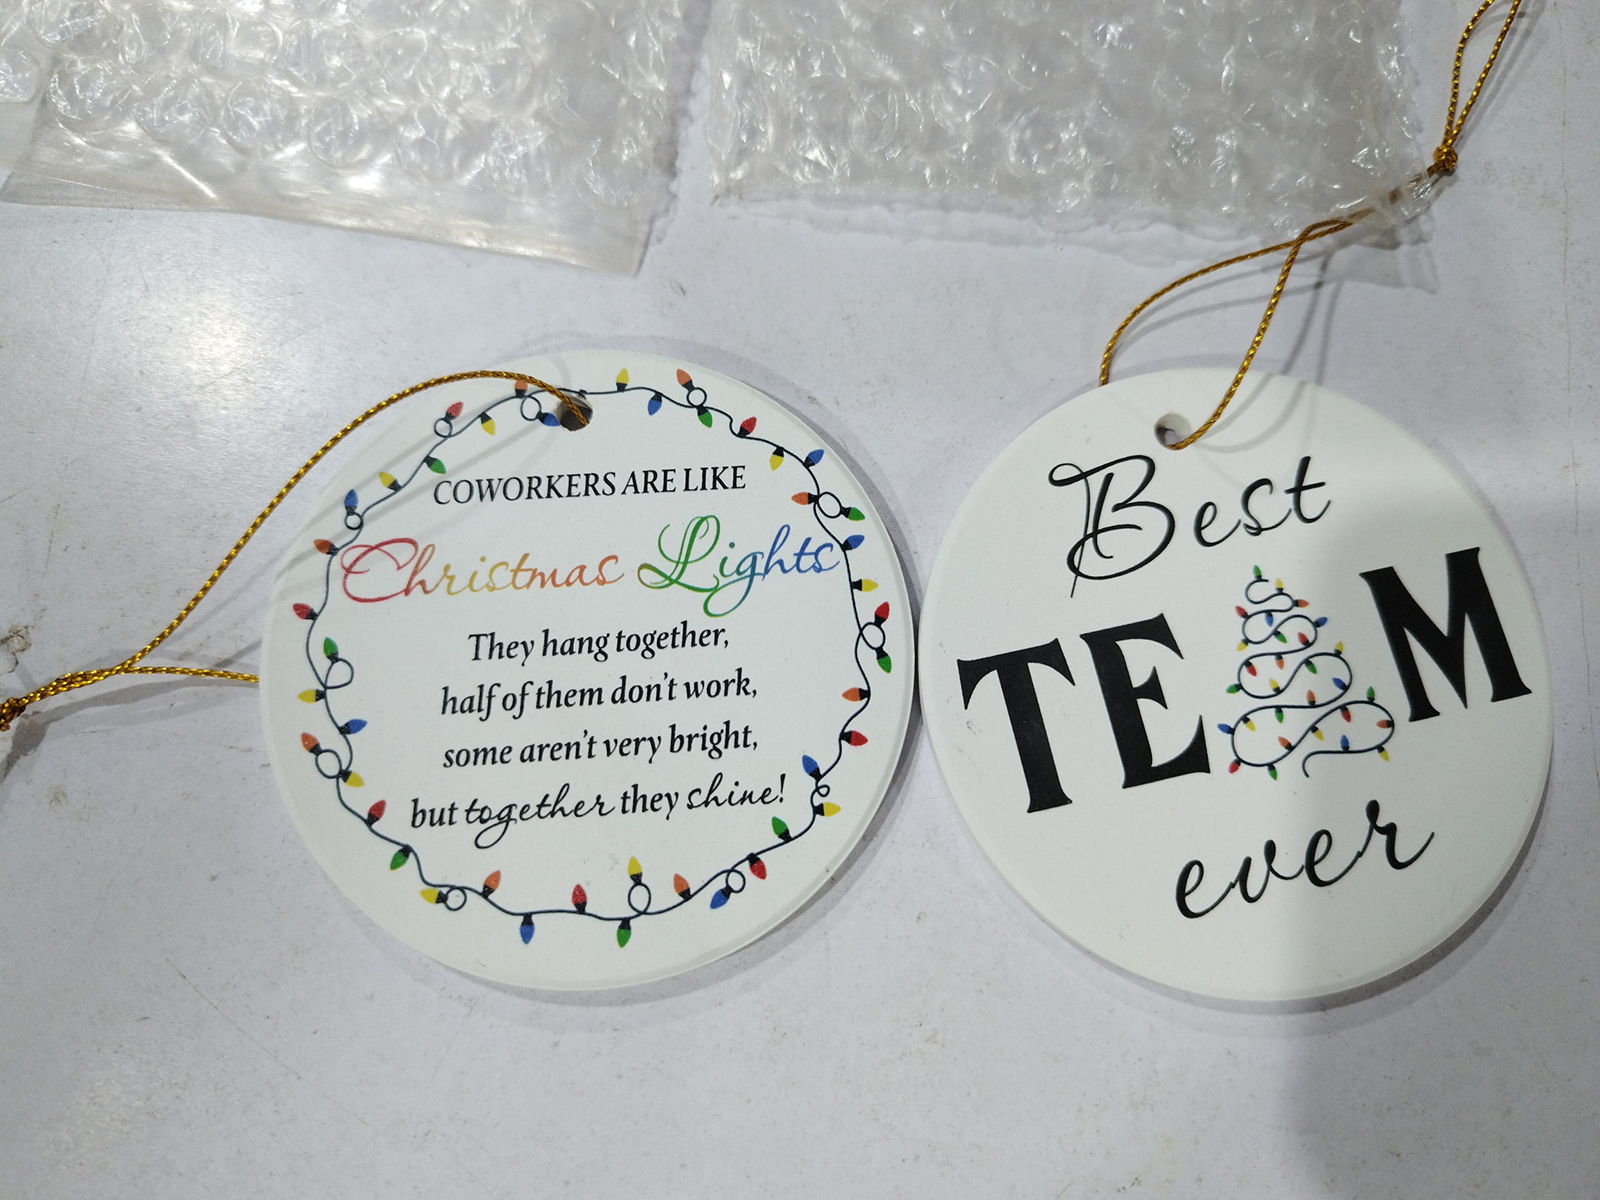 COWORKERS ARE LIKE
Christmas Lights
They hang together,
half of them don't work,
some aren't very bright,
but together they shine!
Best
TE M
ever